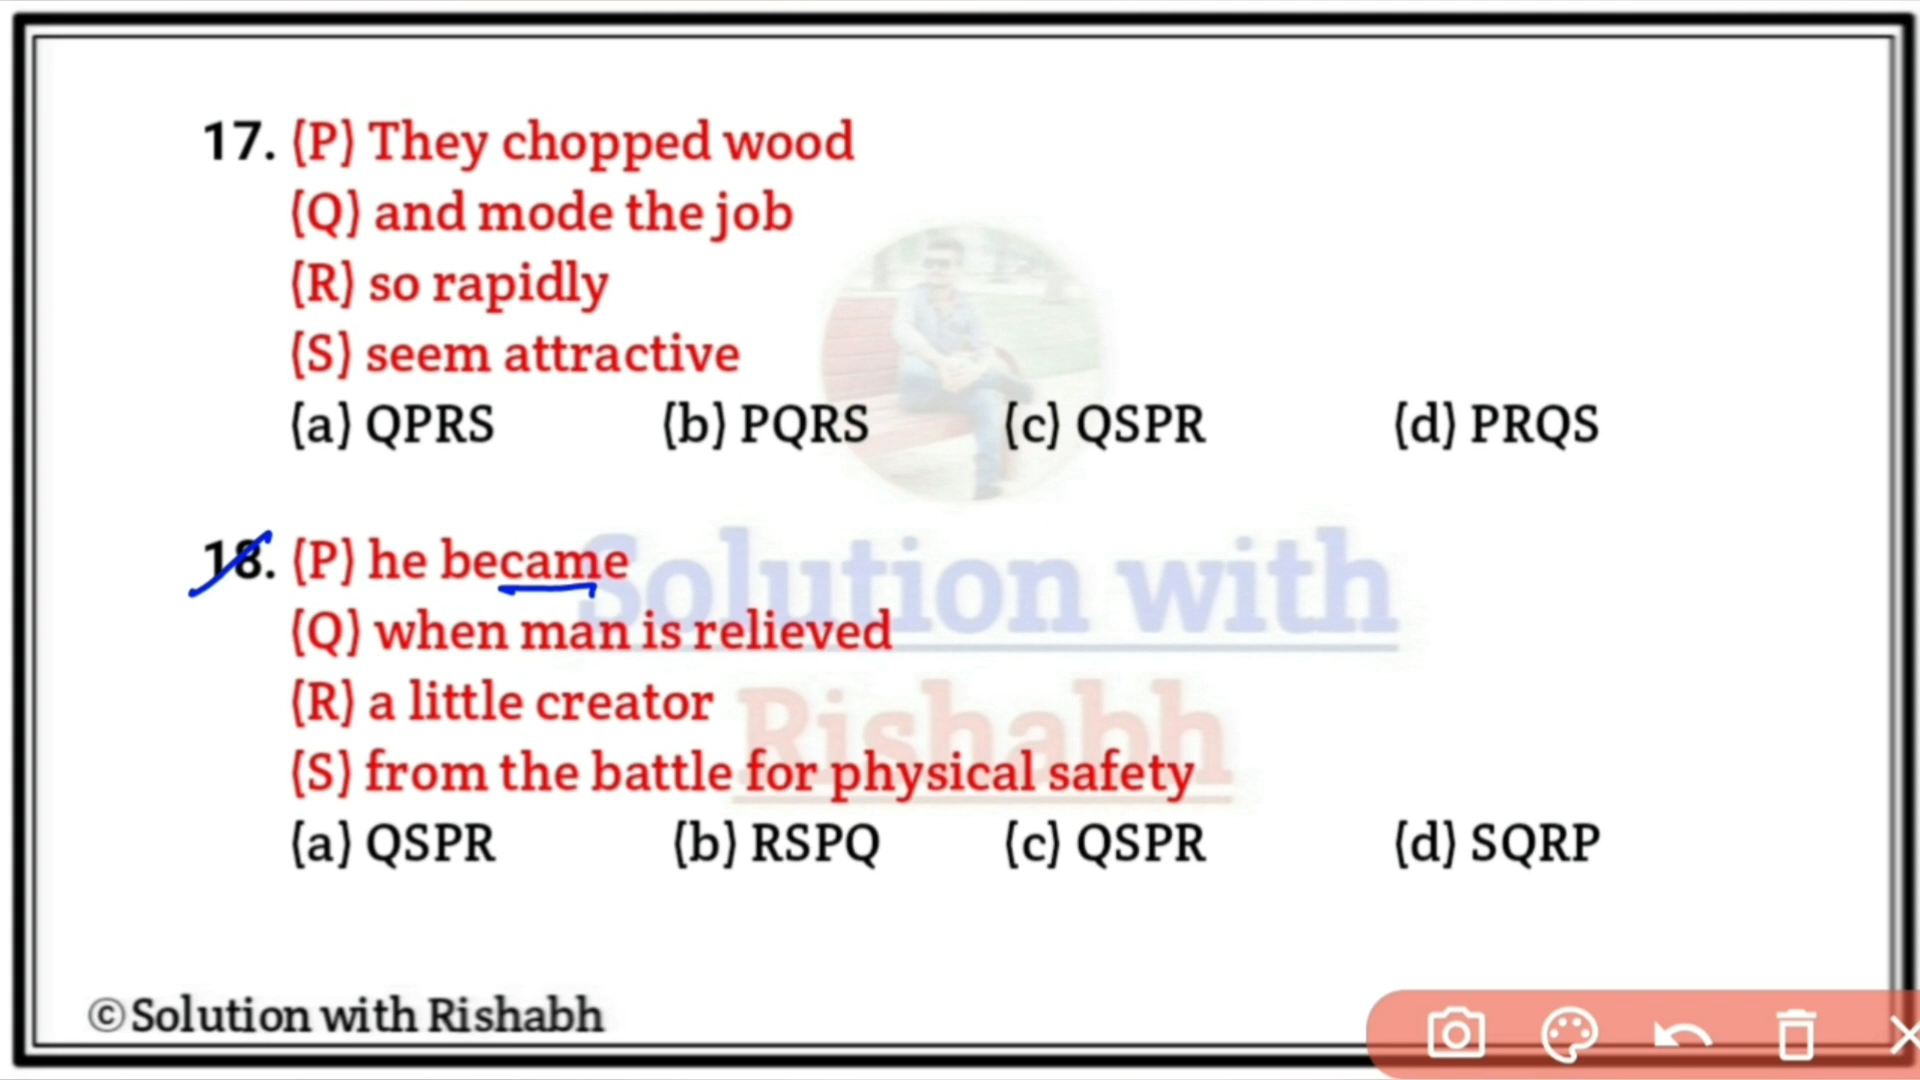 17. (P) They chopped wood
(Q) and mode the job
(R) so rapidly
(S) seem attractive
(a) QPRS (b) PQRS (c) QSPR (d) PRQS
18. (P) he became
(Q) when man is relieved
(R) a little creator
(S) from the battle for physical safety
(a) QSPR (b) RSPQ (c) QSPR (d) SQRP
Solution with
Rishabh
©Solution with Rishabh